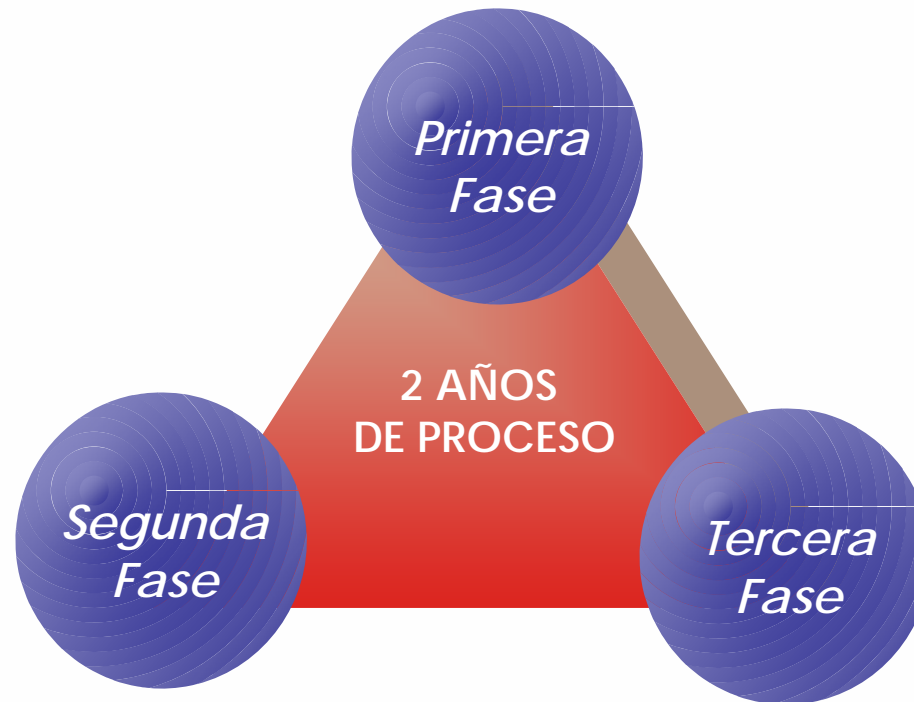 Primera
Fase
2 AÑOS
DE PROCESO
Segunda
Fase
Tercera
Fase